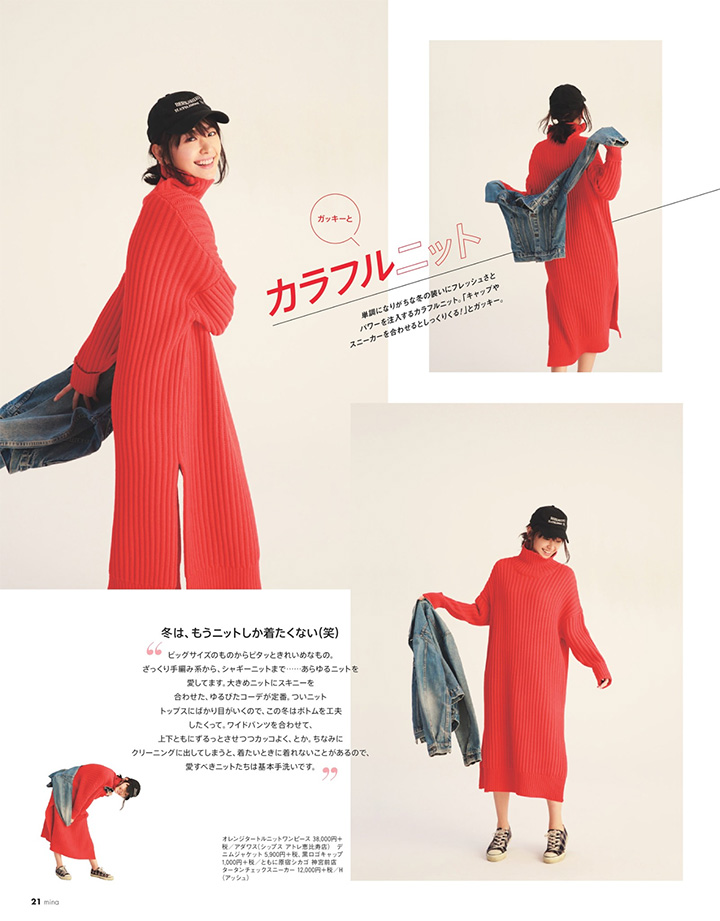 ガッキーと
カラフルニット
単調になりがちな冬の装いにフレッシュさと
パワーを注入するカラフルニット。「キャップや
スニーカーを合わせるとしっくりくる!」とガッキー。
冬は、もうニットしか着たくない(笑)
“ビッグサイズのものからピタッときれいめなもの。
ざっくり手編み系から、シャギーニットまで……あらゆるニットを
愛してます。大きめニットにスキニーを
合わせた、ゆるぴたコーデが定番。ついニット
トップスにばかり目がいくので、この冬はボトムを工夫
したくって。ワイドパンツを合わせて、
上下ともにずるっとさせつつカッコよく、とか。ちなみに
クリーニングに出してしまうと、着たいときに着れないことがあるので、
愛すべきニットたちは基本手洗いです。”
オレンジタートルニットワンピース 38,000円+
税/アダワス(シップス アトレ恵比寿店) デ
ニムジャケット 5,900円+税、黒ロゴキャップ
1,000円+税/ともに原宿シカゴ 神宮前店
タータンチェックスニーカー 12,000円+税/H
(アッシュ)
21 mina